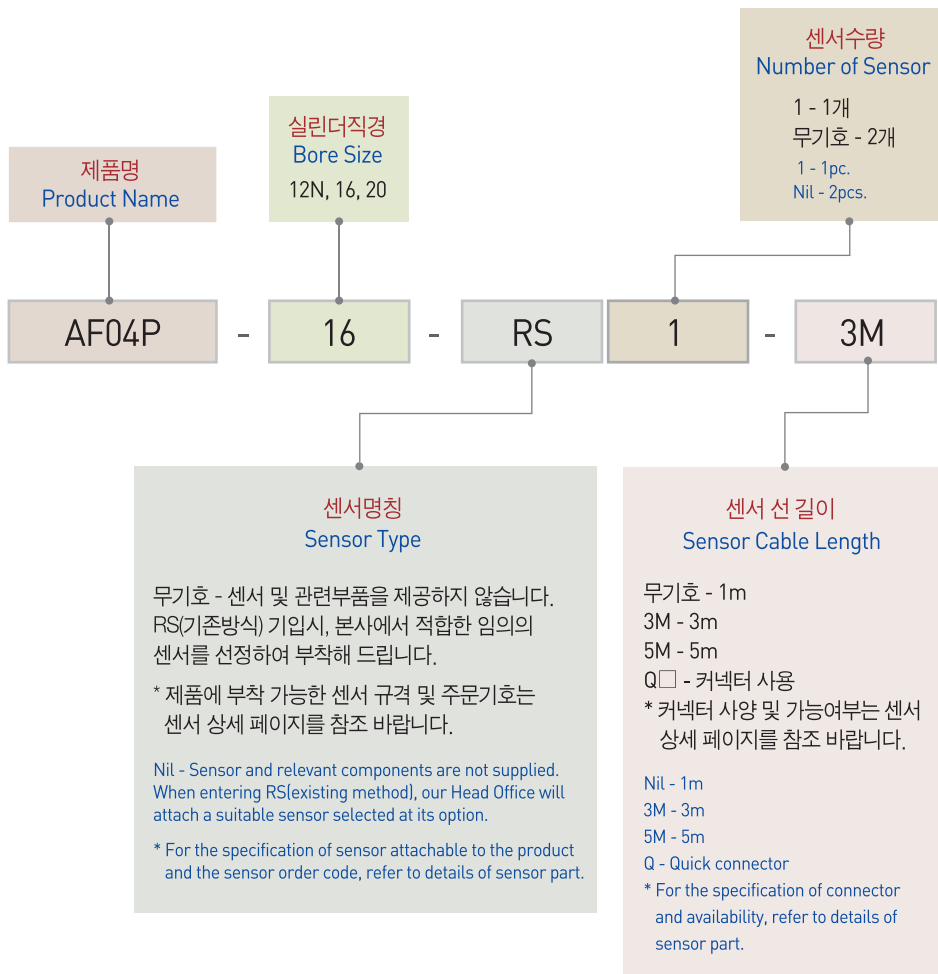 센서수량
Number of Sensor
1 - 1개
무기호 - 2개
1 - 1pc.
Nil - 2pcs.
실린더직경
Bore Size
12N, 16, 20
제품명
Product Name
AF04P - 16 - RS 1 - 3M
센서명칭
Sensor Type
무기호 - 센서 및 관련부품을 제공하지 않습니다.
RS(기존방식) 기입시, 본사에서 적합한 임의의
센서를 선정하여 부착해 드립니다.
* 제품에 부착 가능한 센서 규격 및 주문기호는
센서 상세 페이지를 참조 바랍니다.
Nil - Sensor and relevant components are not supplied.
When entering RS(existing method), our Head Office will
attach a suitable sensor selected at its option.
* For the specification of sensor attachable to the product
and the sensor order code, refer to details of sensor part.
센서 선 길이
Sensor Cable Length
무기호 - 1m
3M - 3m
5M - 5m
Q□ - 커넥터 사용
* 커넥터 사양 및 가능여부는 센서
상세 페이지를 참조 바랍니다.
Nil - 1m
3M - 3m
5M - 5m
Q - Quick connector
* For the specification of connector
and availability, refer to details of
sensor part.